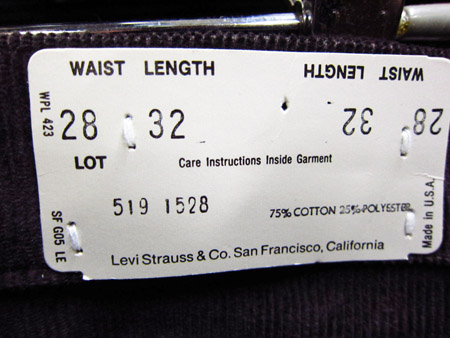 WAIST LENGTH
WAIST LENGTH
WPL 423
28 32
28 32
LOT
Care Instructions Inside Garment
519 1528
75% COTTON 25% POLYESTER
SF G05 LE
Made in U.S.A.
Levi Strauss & Co. San Francisco, California